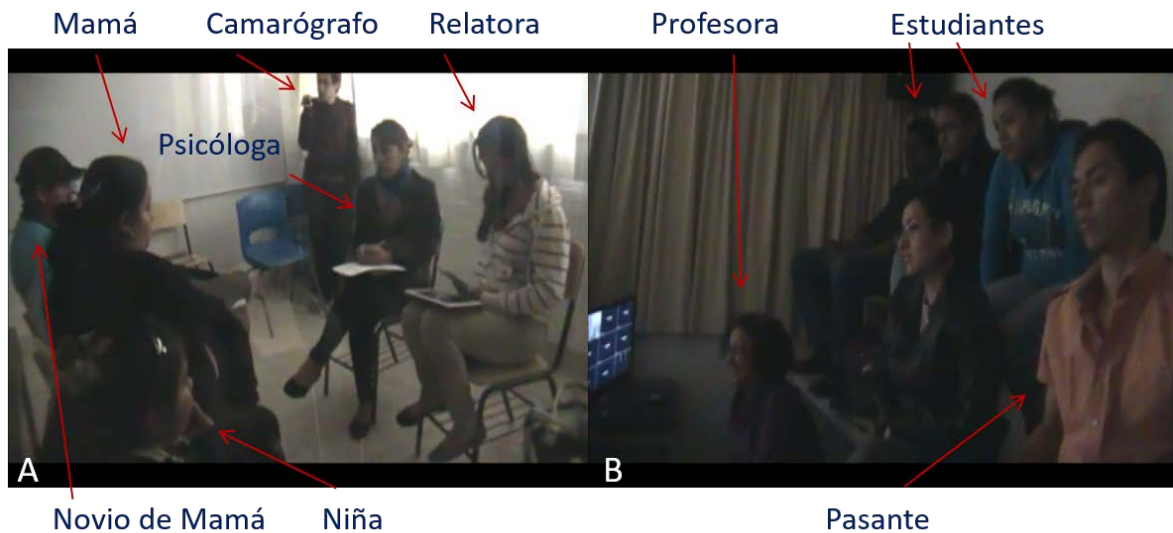 Mamá
Camarógrafo
Relatora
Profesora
Estudiantes
Psicóloga
A
B
Novio de Mamá
Niña
Pasante